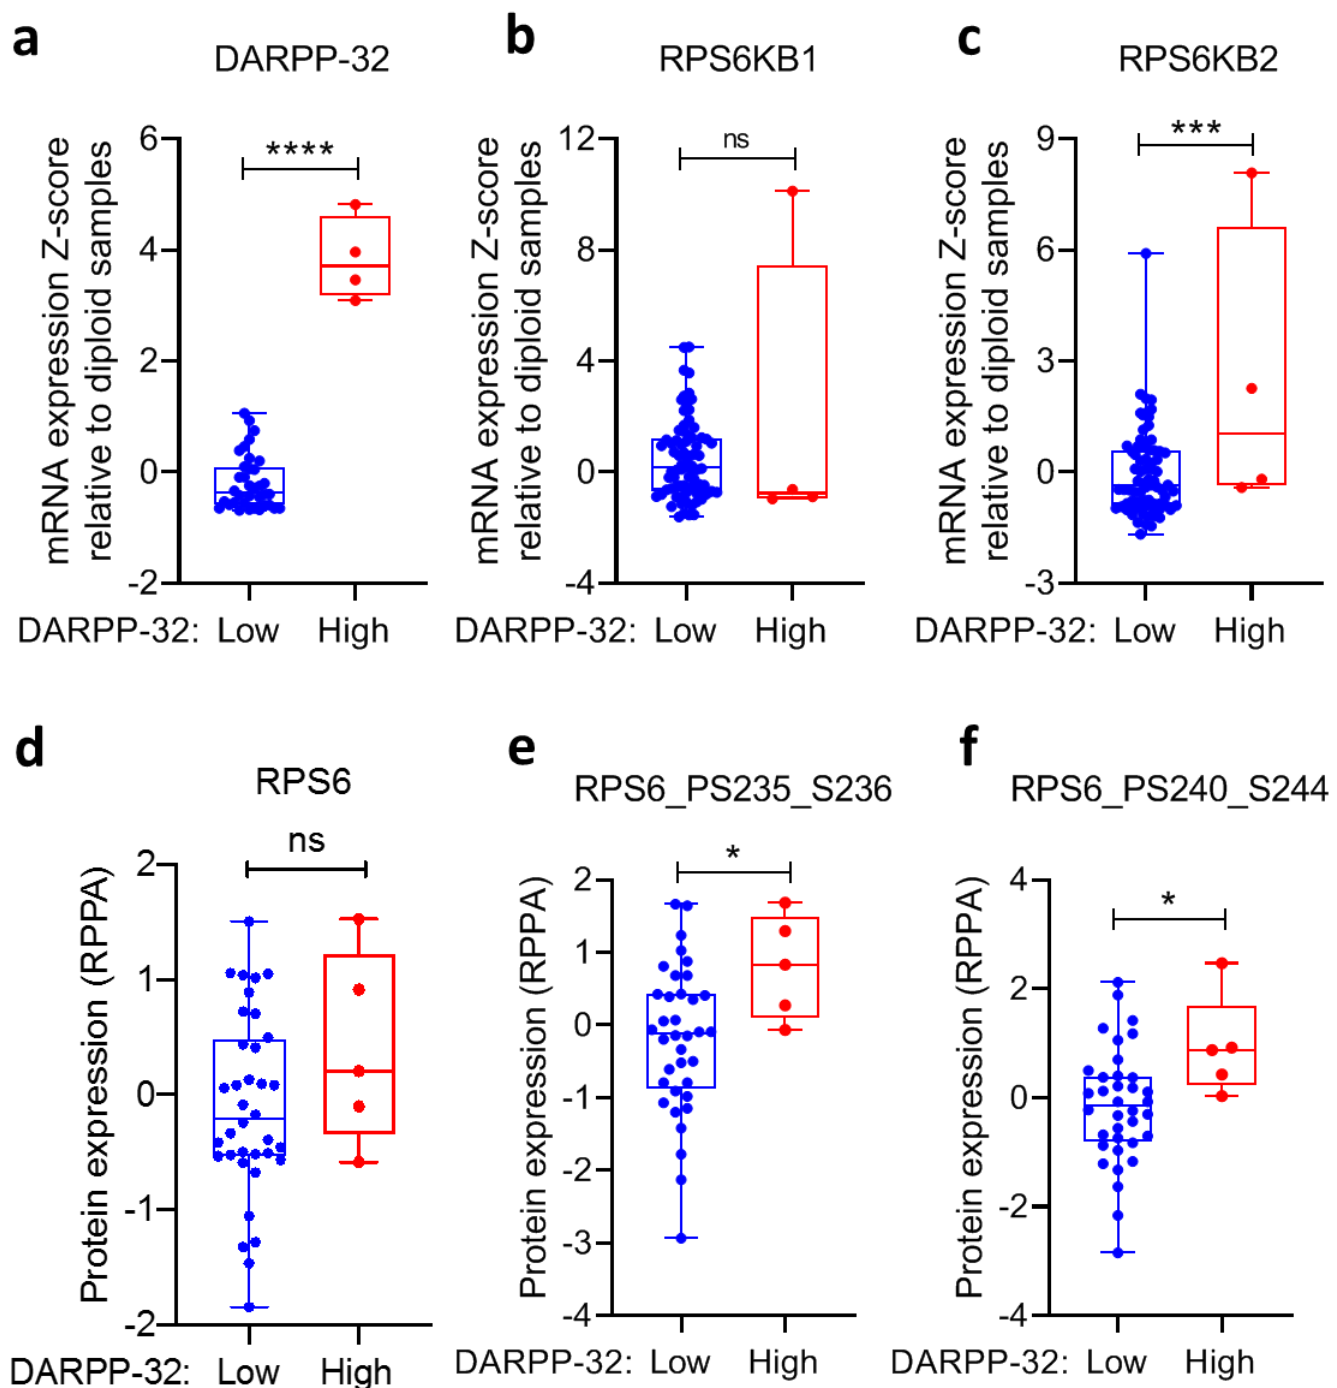 a
DARPP-32
mRNA expression Z-score
relative to diploid samples
6
4
2
0
-2
****
DARPP-32: Low High
b
RPS6KB1
mRNA expression Z-score
relative to diploid samples
12
8
4
0
-4
ns
DARPP-32: Low High
c
RPS6KB2
mRNA expression Z-score
relative to diploid samples
9
6
3
0
-3
***
DARPP-32: Low High
d
RPS6
Protein expression (RPPA)
2
1
0
-1
-2
ns
DARPP-32: Low High
e
RPS6_PS235_S236
Protein expression (RPPA)
2
1
0
-1
-2
-3
-4
*
DARPP-32: Low High
f
RPS6_PS240_S244
Protein expression (RPPA)
4
2
0
-2
-4
*
DARPP-32: Low High